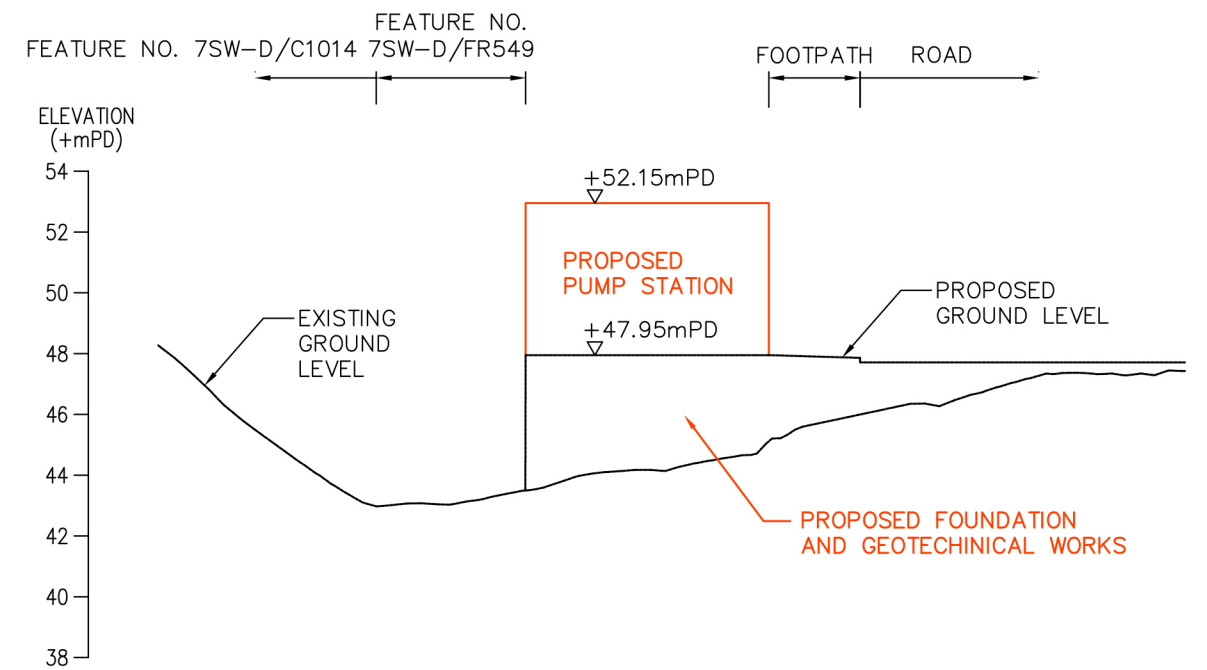 FEATURE NO.
FEATURE NO. 7SW-D/C1014 7SW-D/FR549
FOOTPATH ROAD
ELEVATION
(+mPD)
54
+52.15mPD
52
PROPOSED
PUMP STATION
50
PROPOSED
GROUND LEVEL
EXISTING
GROUND
LEVEL
+47.95mPD
48
46
44
PROPOSED FOUNDATION
AND GEOTECHINICAL WORKS
42
40
38